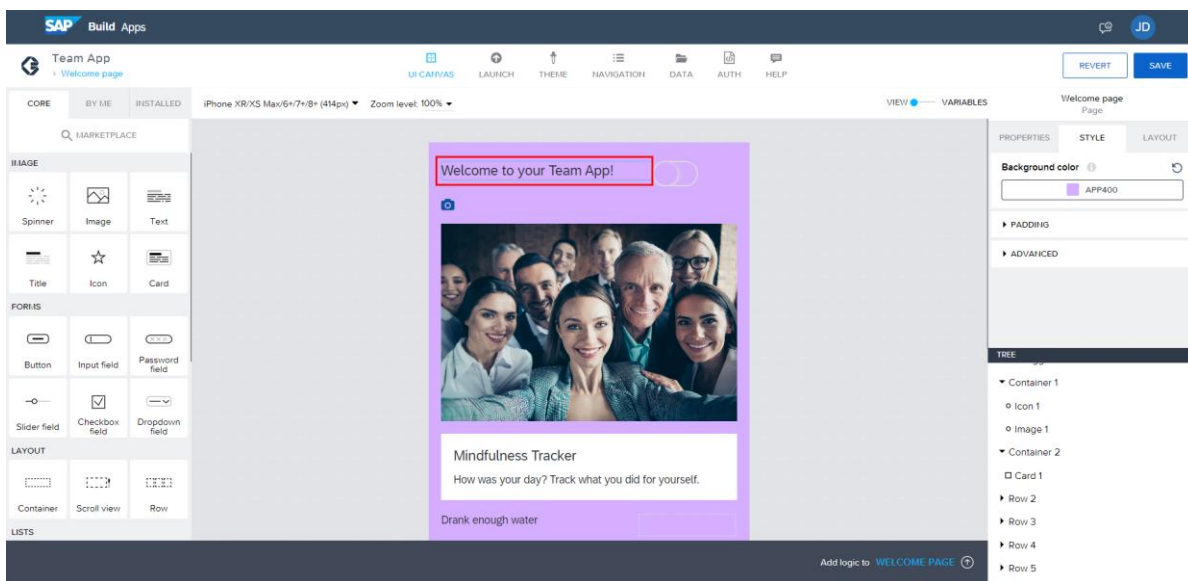 SAP Build Apps
JD
Team App
Welcome page
UI CANVAS LAUNCH THEME NAVIGATION DATA AUTH HELP
REVERT SAVE
CORE BY ME INSTALLED
iPhone XR/XS Max/6+/7+/8+ (414px) Zoom level: 100%
VIEW VARIABLES
Welcome page
Page
MARKETPLACE
PROPERTIES STYLE LAYOUT
IMAGE
Spinner Image Text
Title Icon Card
FORMS
Button Input field Password field
Slider field Checkbox field Dropdown field
LAYOUT
Container Scroll view Row
LISTS
Welcome to your Team App!
Mindfulness Tracker
How was your day? Track what you did for yourself.
Drank enough water
Background color
APP400
PADDING
ADVANCED
TREE
Container 1
Icon 1
Image 1
Container 2
Card 1
Row 2
Row 3
Row 4
Row 5
Add logic to WELCOME PAGE